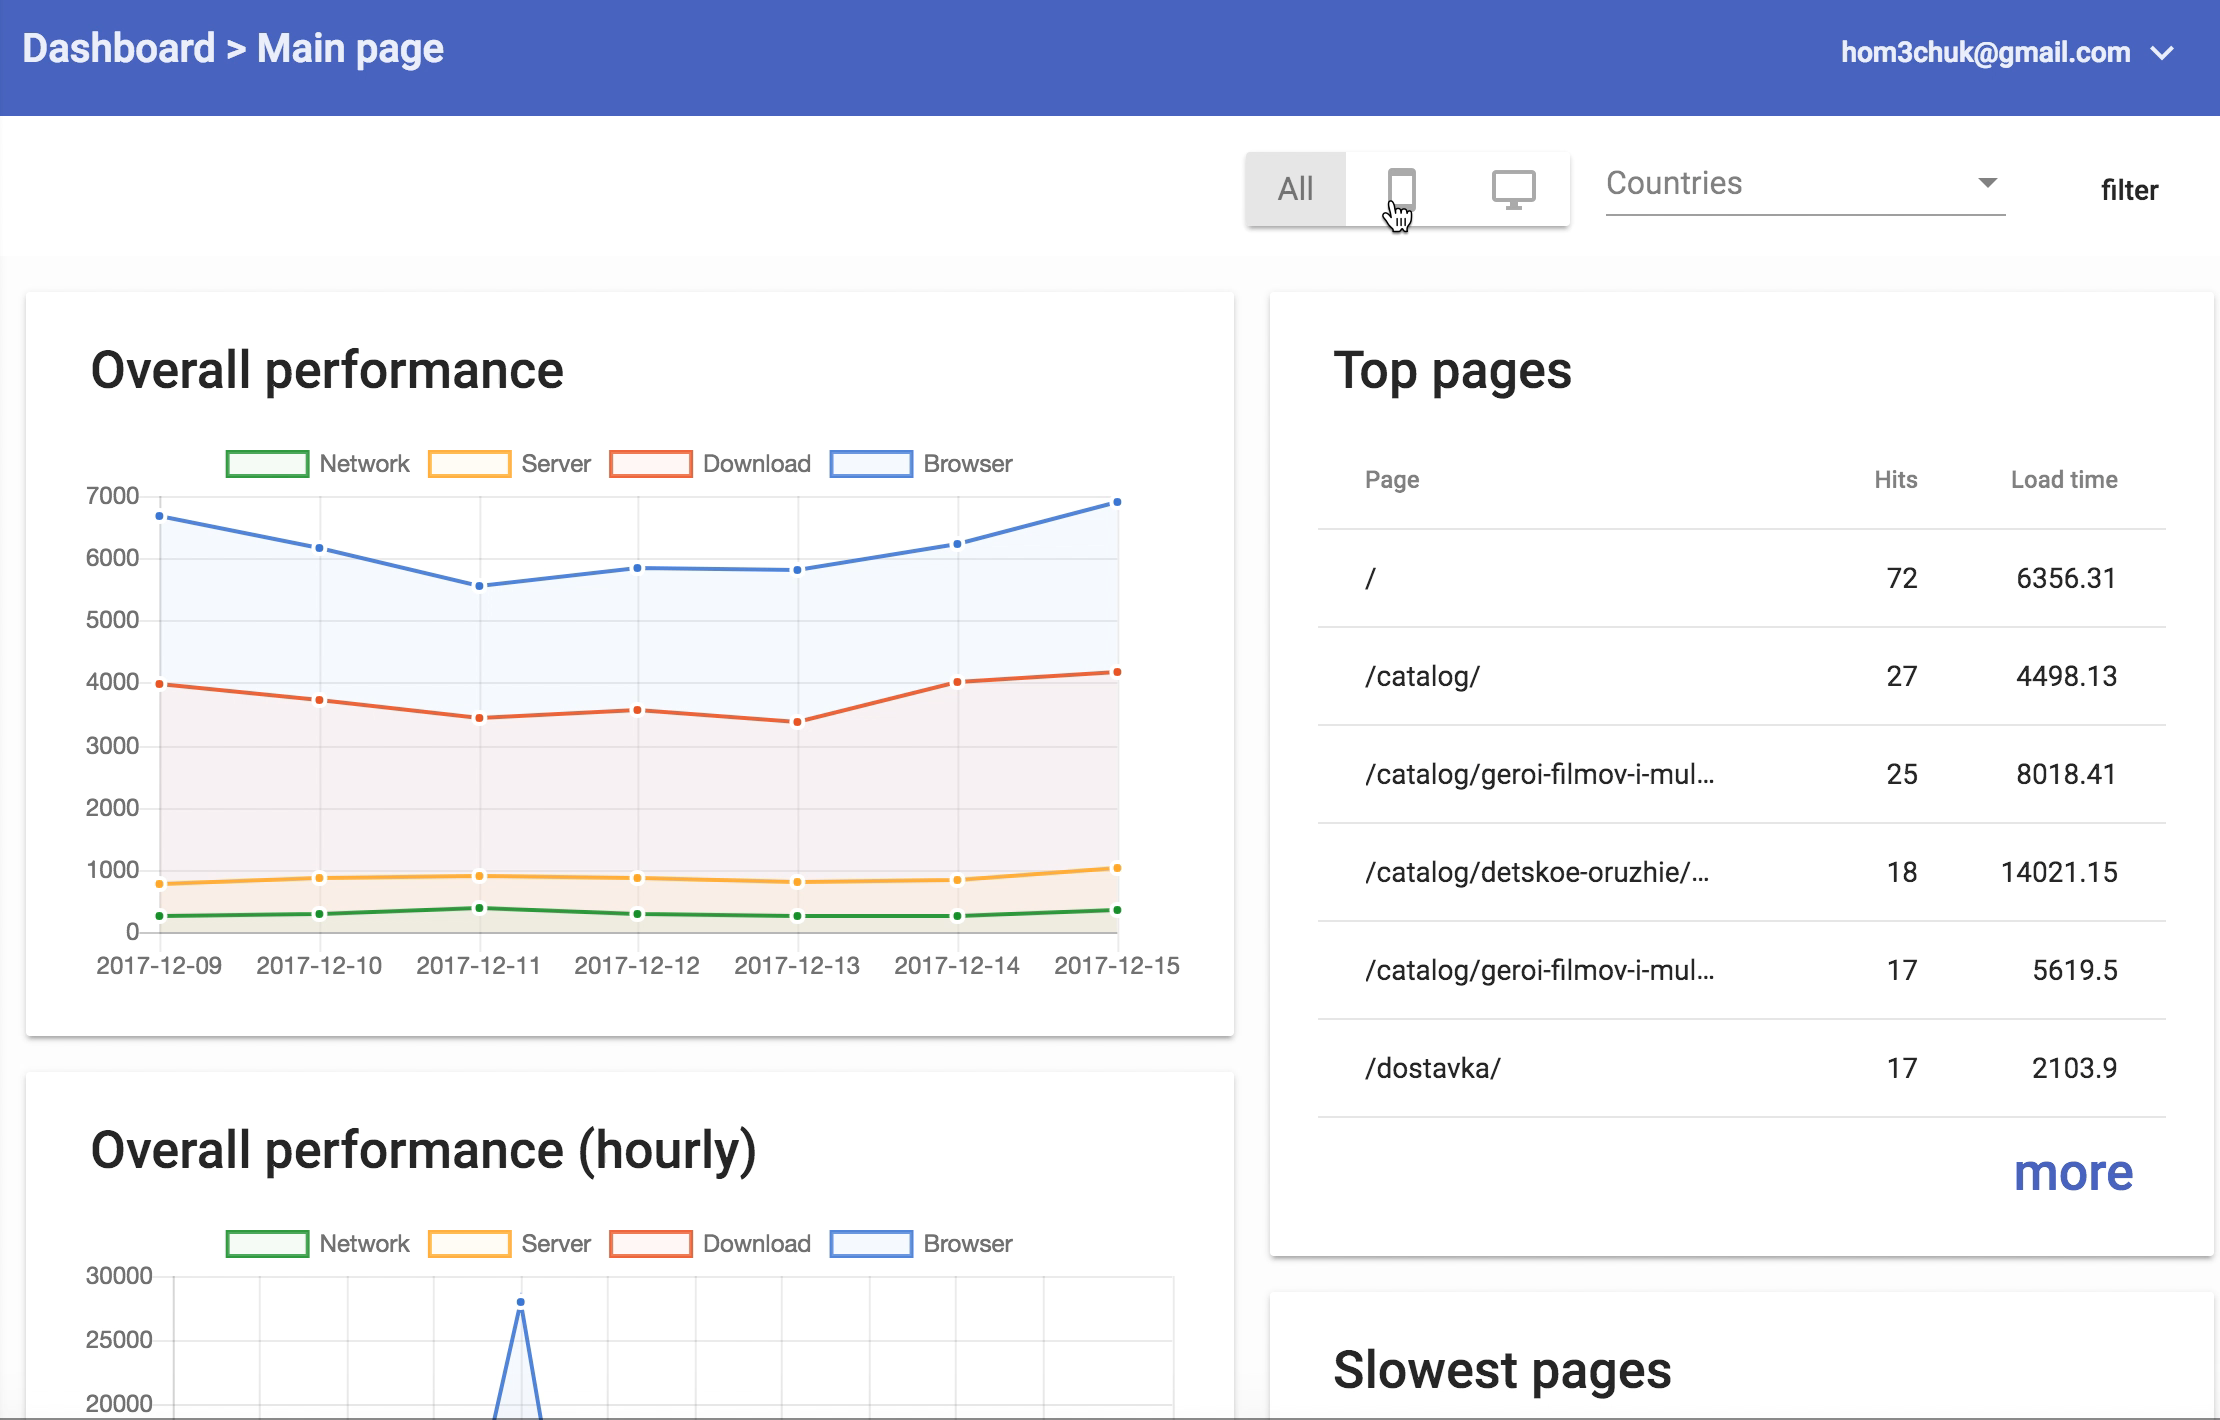 Dashboard > Main page
hom3chuk@gmail.com
All
Countries
filter
Overall performance
Network Server Download Browser
7000
6000
5000
4000
3000
2000
1000
0
2017-12-09 2017-12-10 2017-12-11 2017-12-12 2017-12-13 2017-12-14 2017-12-15
Overall performance (hourly)
Network Server Download Browser
30000
25000
20000
Top pages
Page Hits Load time
/ 72 6356.31
/catalog/ 27 4498.13
/catalog/geroi-filmov-i-mul... 25 8018.41
/catalog/detskoe-oruzhie/... 18 14021.15
/catalog/geroi-filmov-i-mul... 17 5619.5
/dostavka/ 17 2103.9
more
Slowest pages